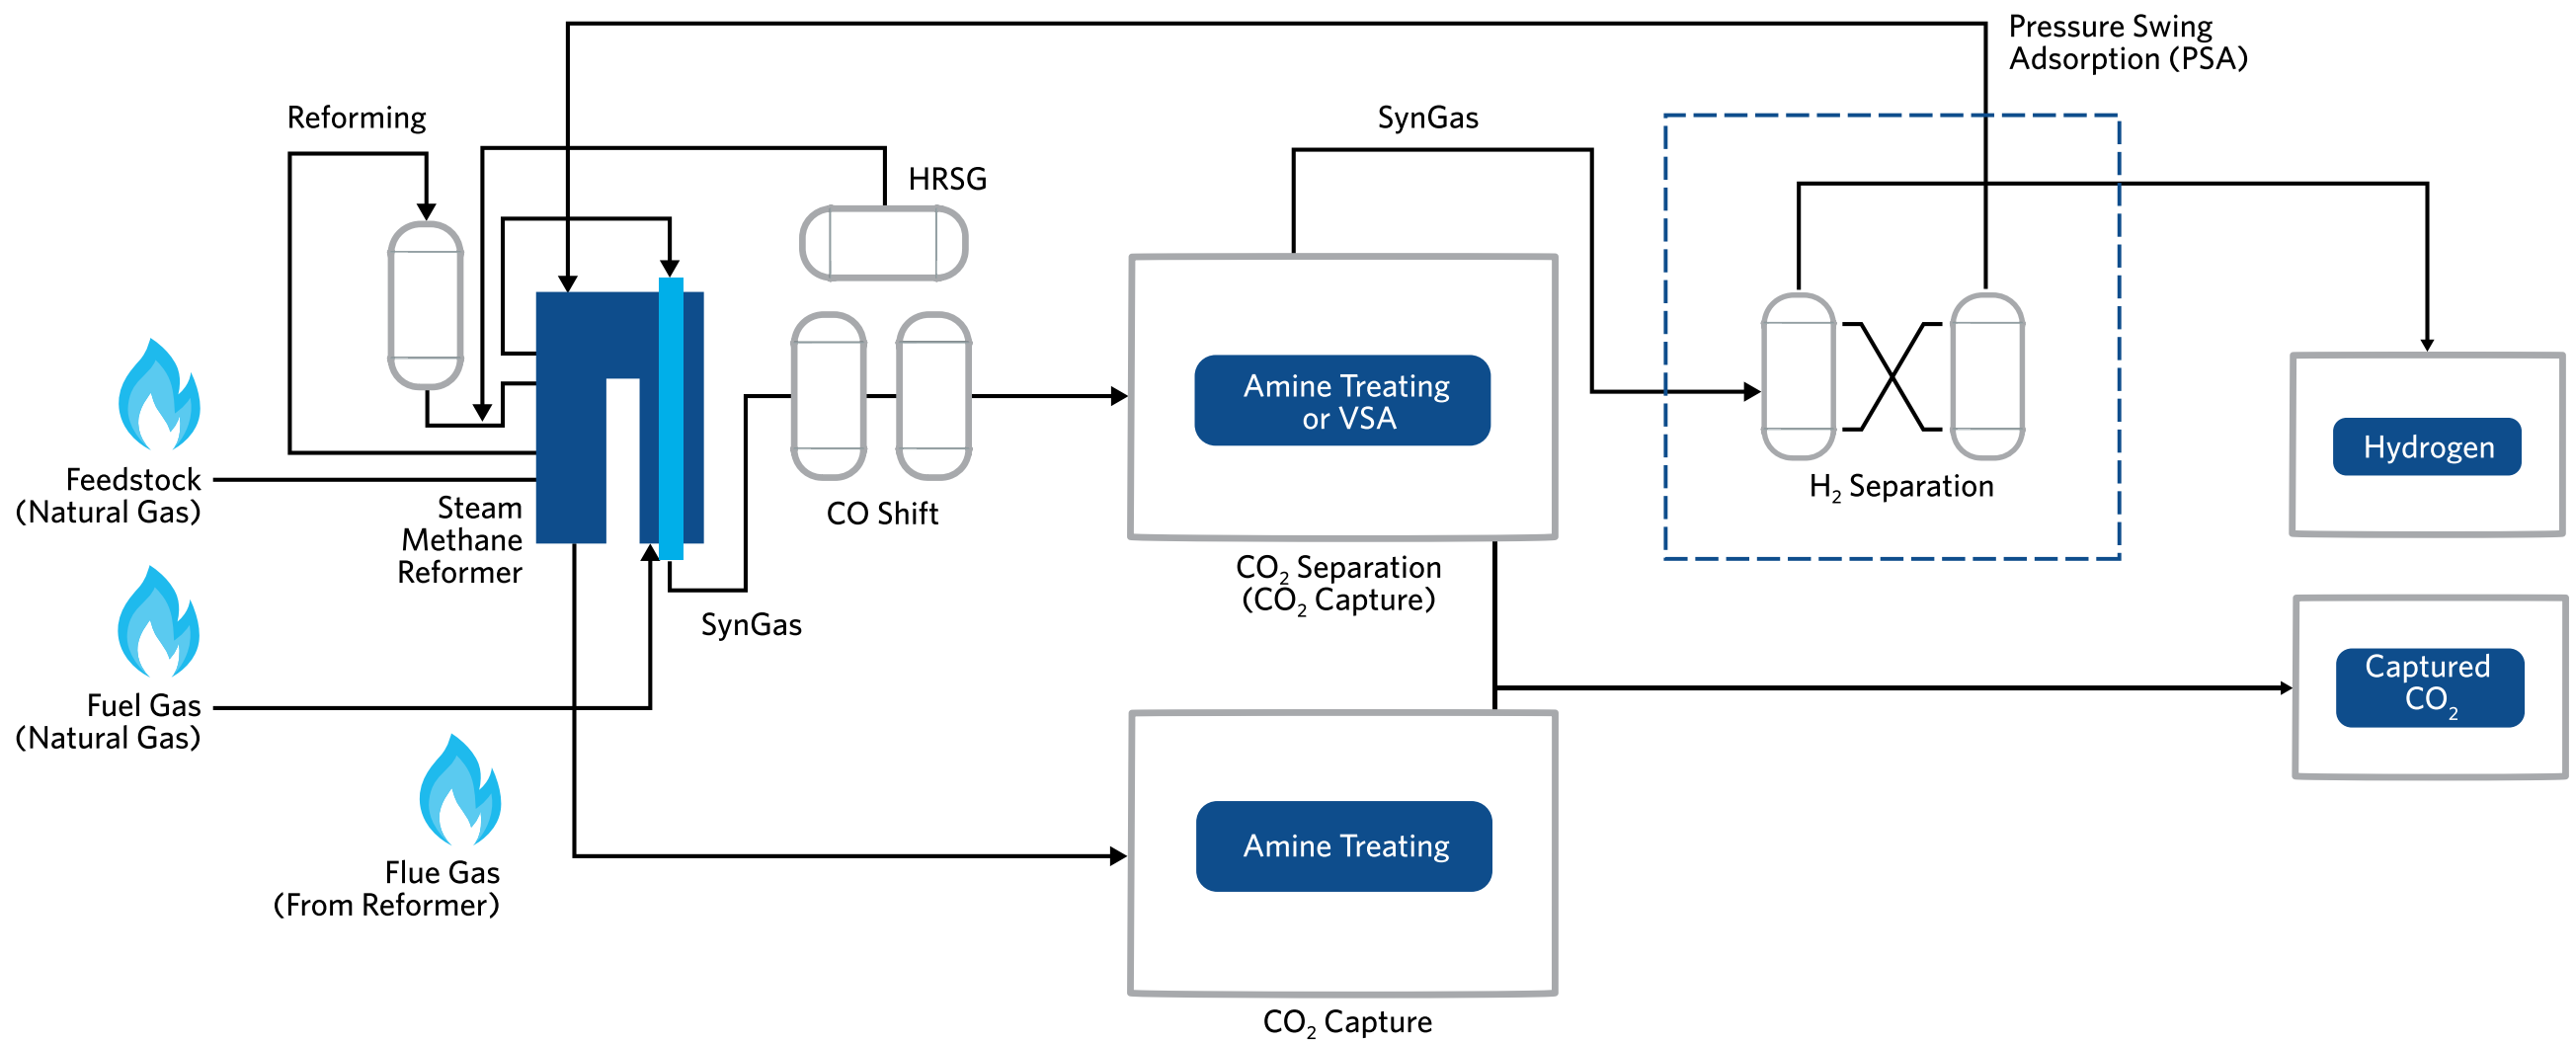 Pressure Swing
Adsorption (PSA)
Reforming
SynGas
HRSG
Feedstock
(Natural Gas)
Steam
Methane
Reformer
CO Shift
Amine Treating
or VSA
H₂ Separation
Hydrogen
CO₂ Separation
(CO₂ Capture)
SynGas
Fuel Gas
(Natural Gas)
Captured
CO₂
Flue Gas
(From Reformer)
Amine Treating
CO₂ Capture